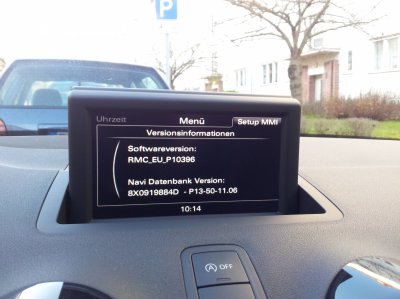 P
Uhrzeit Menü Setup MMI
Versionsinformationen
Softwareversion:
RMC_EU_P10396
Navi Datenbank Version:
8X0919884D - P13-50-11.06
10:14
A OFF